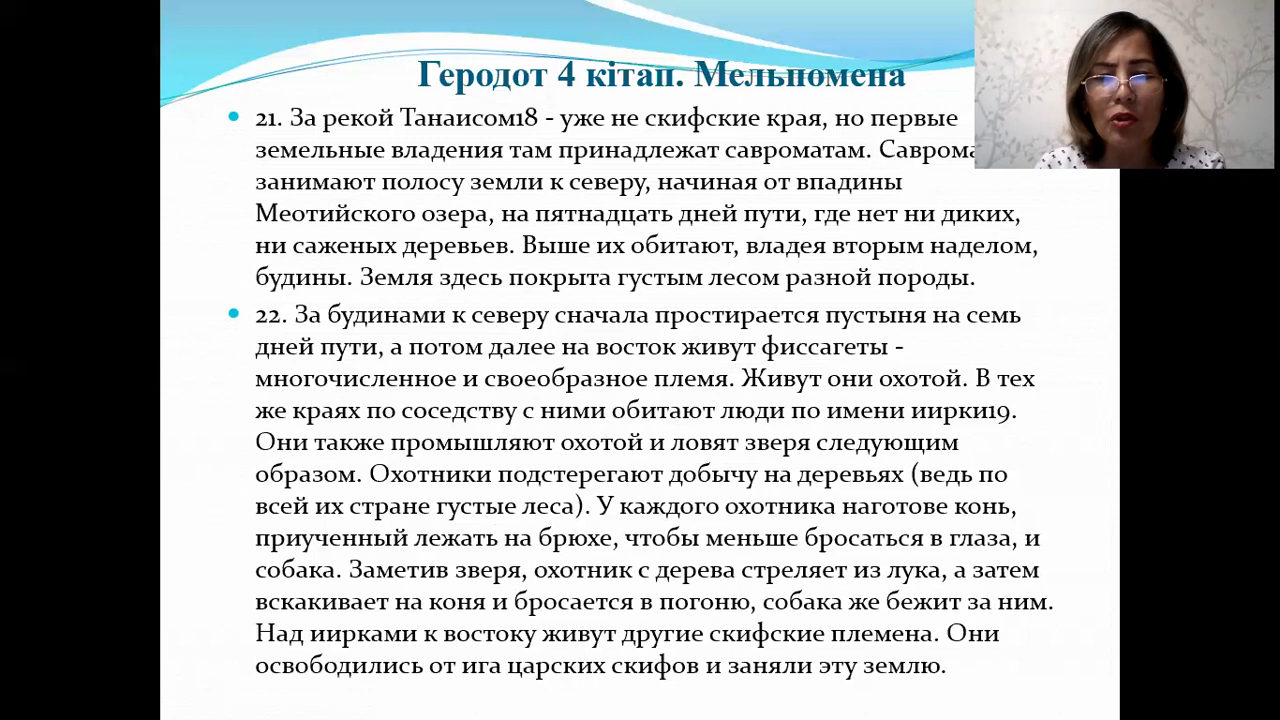 Геродот 4 кітап. Мельпомена
• 21. За рекой Танаисом18 - уже не скифские края, но первые
земельные владения там принадлежат савроматам.
занимают полосу земли к северу, начиная от впадины
Меотийского озера, на пятнадцать дней пути, где нет ни диких,
ни саженых деревьев. Выше их обитают, владея вторым наделом,
будины. Земля здесь покрыта густым лесом разной породы.
• 22. За будинами к северу сначала простирается пустыня на семь
дней пути, а потом далее на восток живут фиссагеты -
многочисленное и своеобразное племя. Живут они охотой. В тех
же краях по соседству с ними обитают люди по имени иирки19.
Они также промышляют охотой и ловят зверя следующим
образом. Охотники подстерегают добычу на деревьях (ведь по
всей их стране густые леса). У каждого охотника наготове конь,
приученный лежать на брюхе, чтобы меньше бросаться в глаза, и
собака. Заметив зверя, охотник с дерева стреляет из лука, а затем
вскакивает на коня и бросается в погоню, собака же бежит за ним.
Над иирками к востоку живут другие скифские племена. Они
освободились от ига царских скифов и заняли эту землю.